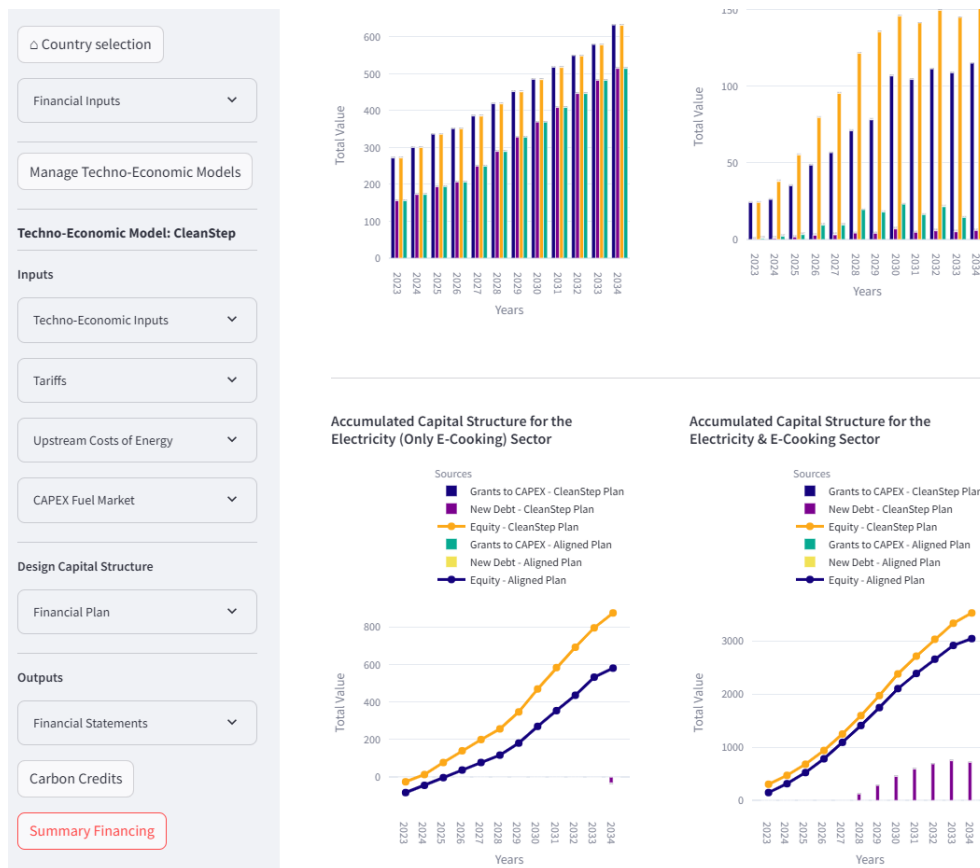 ⌂ Country selection
Financial Inputs
Manage Techno-Economic Models
Techno-Economic Model: CleanStep
Inputs
Techno-Economic Inputs
Tariffs
Upstream Costs of Energy
CAPEX Fuel Market
Design Capital Structure
Financial Plan
Outputs
Financial Statements
Carbon Credits
Summary Financing
600
500
400
300
200
100
0
Total Value
2023 2024 2025 2026 2027 2028 2029 2030 2031 2032 2033 2034
Years
150
100
50
0
Total Value
2023 2024 2025 2026 2027 2028 2029 2030 2031 2032 2033 2034
Years
Accumulated Capital Structure for the
Electricity (Only E-Cooking) Sector
Sources
Grants to CAPEX - CleanStep Plan
New Debt - CleanStep Plan
Equity - CleanStep Plan
Grants to CAPEX - Aligned Plan
New Debt - Aligned Plan
Equity - Aligned Plan
800
600
400
200
0
Total Value
2023 2024 2025 2026 2027 2028 2029 2030 2031 2032 2033 2034
Years
Accumulated Capital Structure for the
Electricity & E-Cooking Sector
Sources
Grants to CAPEX - CleanStep Plan
New Debt - CleanStep Plan
Equity - CleanStep Plan
Grants to CAPEX - Aligned Plan
New Debt - Aligned Plan
Equity - Aligned Plan
3000
2000
1000
0
Total Value
2023 2024 2025 2026 2027 2028 2029 2030 2031 2032 2033 2034
Years